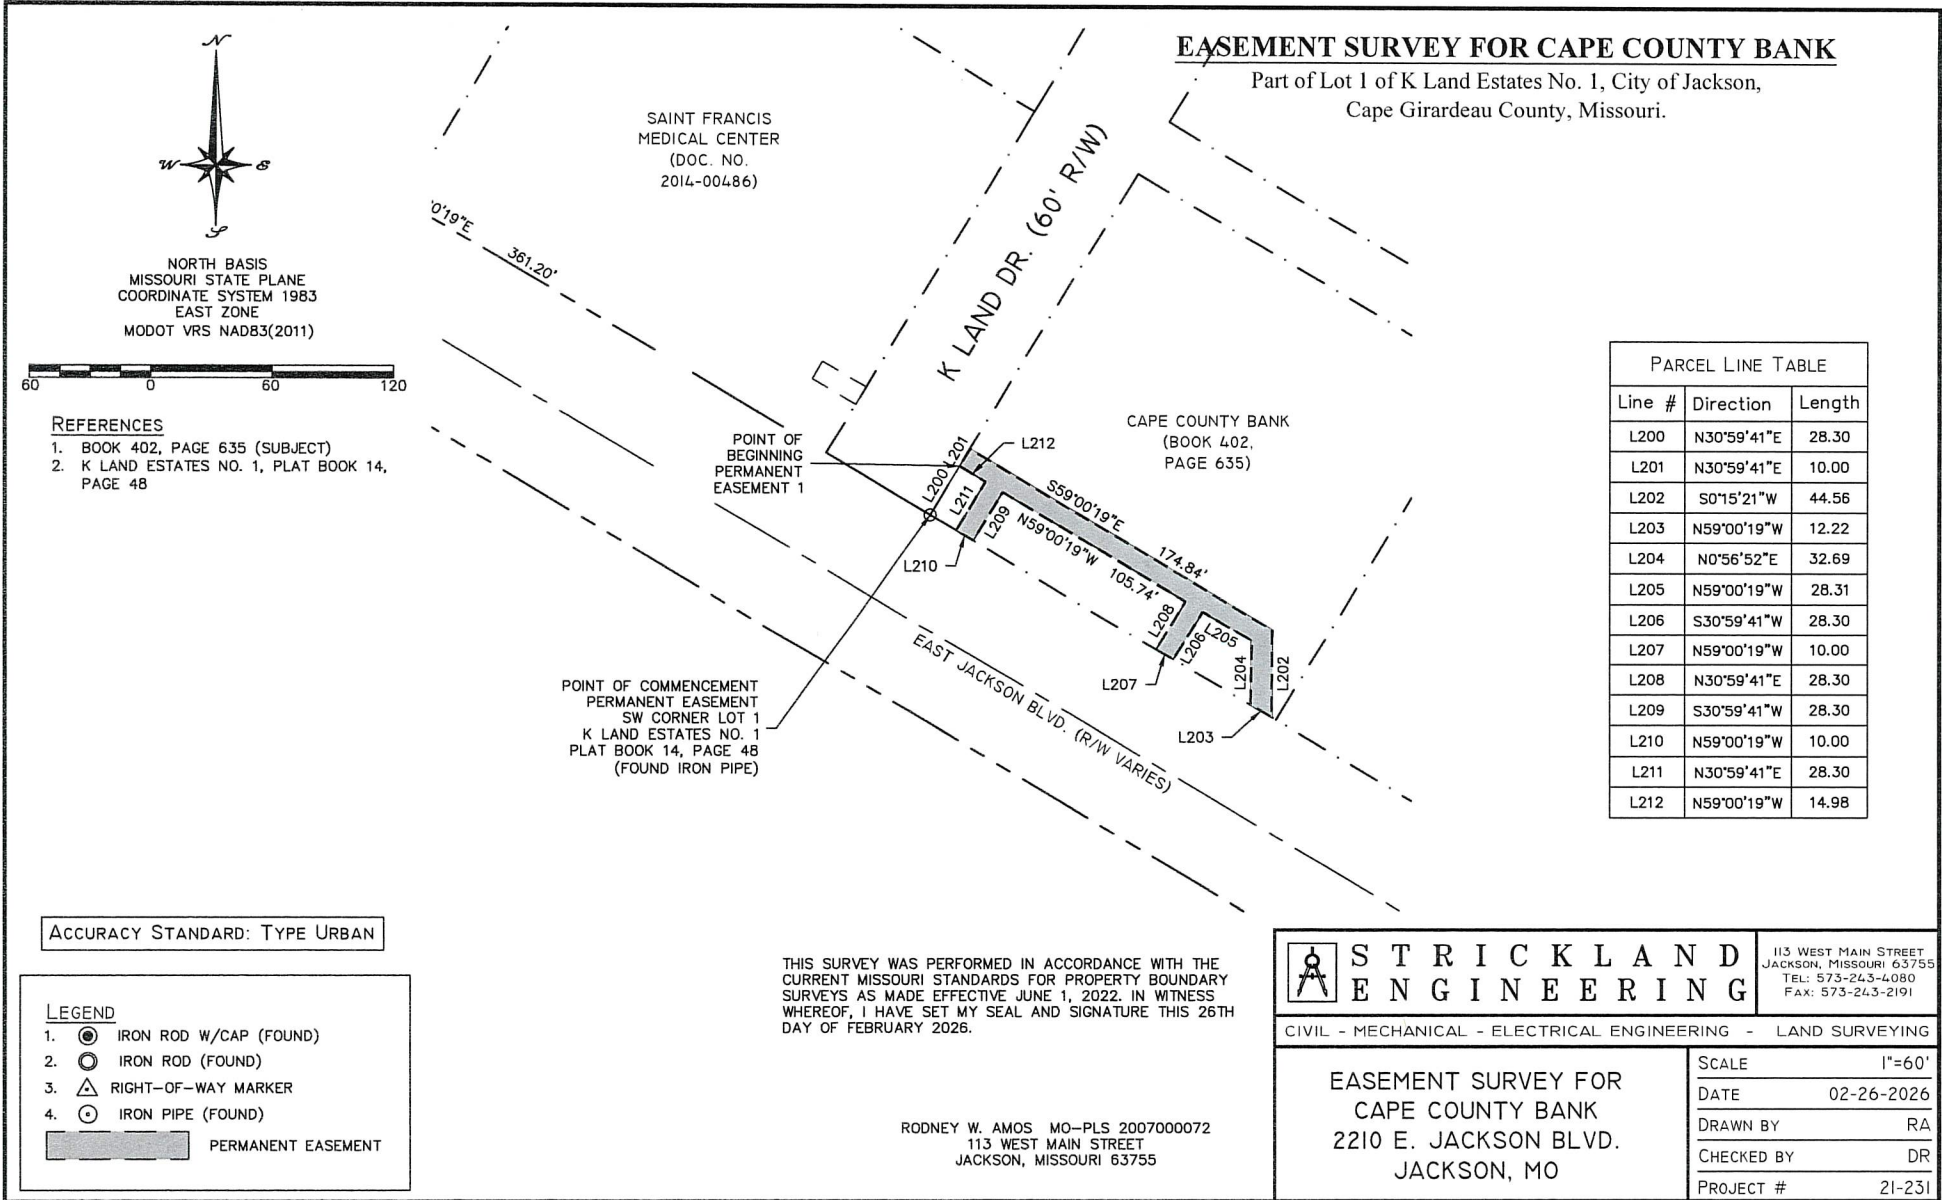 EASEMENT SURVEY FOR CAPE COUNTY BANK
Part of Lot 1 of K Land Estates No. 1, City of Jackson,
Cape Girardeau County, Missouri.
N
W
E
S
NORTH BASIS
MISSOURI STATE PLANE
COORDINATE SYSTEM 1983
EAST ZONE
MODOT VRS NAD83(2011)
60 0 60 120
REFERENCES
1. BOOK 402, PAGE 635 (SUBJECT)
2. K LAND ESTATES NO. 1, PLAT BOOK 14,
PAGE 48
SAINT FRANCIS
MEDICAL CENTER
(DOC. NO.
2014-00486)
0'19"E
361.20'
K LAND DR. (60' R/W)
POINT OF
BEGINNING
PERMANENT
EASEMENT 1
L201
L212
L200
L211
L209
L210
CAPE COUNTY BANK
(BOOK 402,
PAGE 635)
S59°00'19"E
174.84'
N59°00'19"W
105.74'
L208
L206
L205
L207
L204
L202
L203
EAST JACKSON BLVD. (R/W VARIES)
POINT OF COMMENCEMENT
PERMANENT EASEMENT
SW CORNER LOT 1
K LAND ESTATES NO. 1
PLAT BOOK 14, PAGE 48
(FOUND IRON PIPE)
PARCEL LINE TABLE
Line # Direction Length
L200 N30°59'41"E 28.30
L201 N30°59'41"E 10.00
L202 S0°15'21"W 44.56
L203 N59°00'19"W 12.22
L204 N0°56'52"E 32.69
L205 N59°00'19"W 28.31
L206 S30°59'41"W 28.30
L207 N59°00'19"W 10.00
L208 N30°59'41"E 28.30
L209 S30°59'41"W 28.30
L210 N59°00'19"W 10.00
L211 N30°59'41"E 28.30
L212 N59°00'19"W 14.98
ACCURACY STANDARD: TYPE URBAN
LEGEND
1. IRON ROD W/CAP (FOUND)
2. IRON ROD (FOUND)
3. RIGHT-OF-WAY MARKER
4. IRON PIPE (FOUND)
PERMANENT EASEMENT
THIS SURVEY WAS PERFORMED IN ACCORDANCE WITH THE
CURRENT MISSOURI STANDARDS FOR PROPERTY BOUNDARY
SURVEYS AS MADE EFFECTIVE JUNE 1, 2022. IN WITNESS
WHEREOF, I HAVE SET MY SEAL AND SIGNATURE THIS 26TH
DAY OF FEBRUARY 2026.
RODNEY W. AMOS MO-PLS 2007000072
113 WEST MAIN STREET
JACKSON, MISSOURI 63755
STRICKLAND
ENGINEERING
113 WEST MAIN STREET
JACKSON, MISSOURI 63755
TEL: 573-243-4080
FAX: 573-243-2191
CIVIL - MECHANICAL - ELECTRICAL ENGINEERING - LAND SURVEYING
EASEMENT SURVEY FOR
CAPE COUNTY BANK
2210 E. JACKSON BLVD.
JACKSON, MO
SCALE 1"=60'
DATE 02-26-2026
DRAWN BY RA
CHECKED BY DR
PROJECT # 21-231